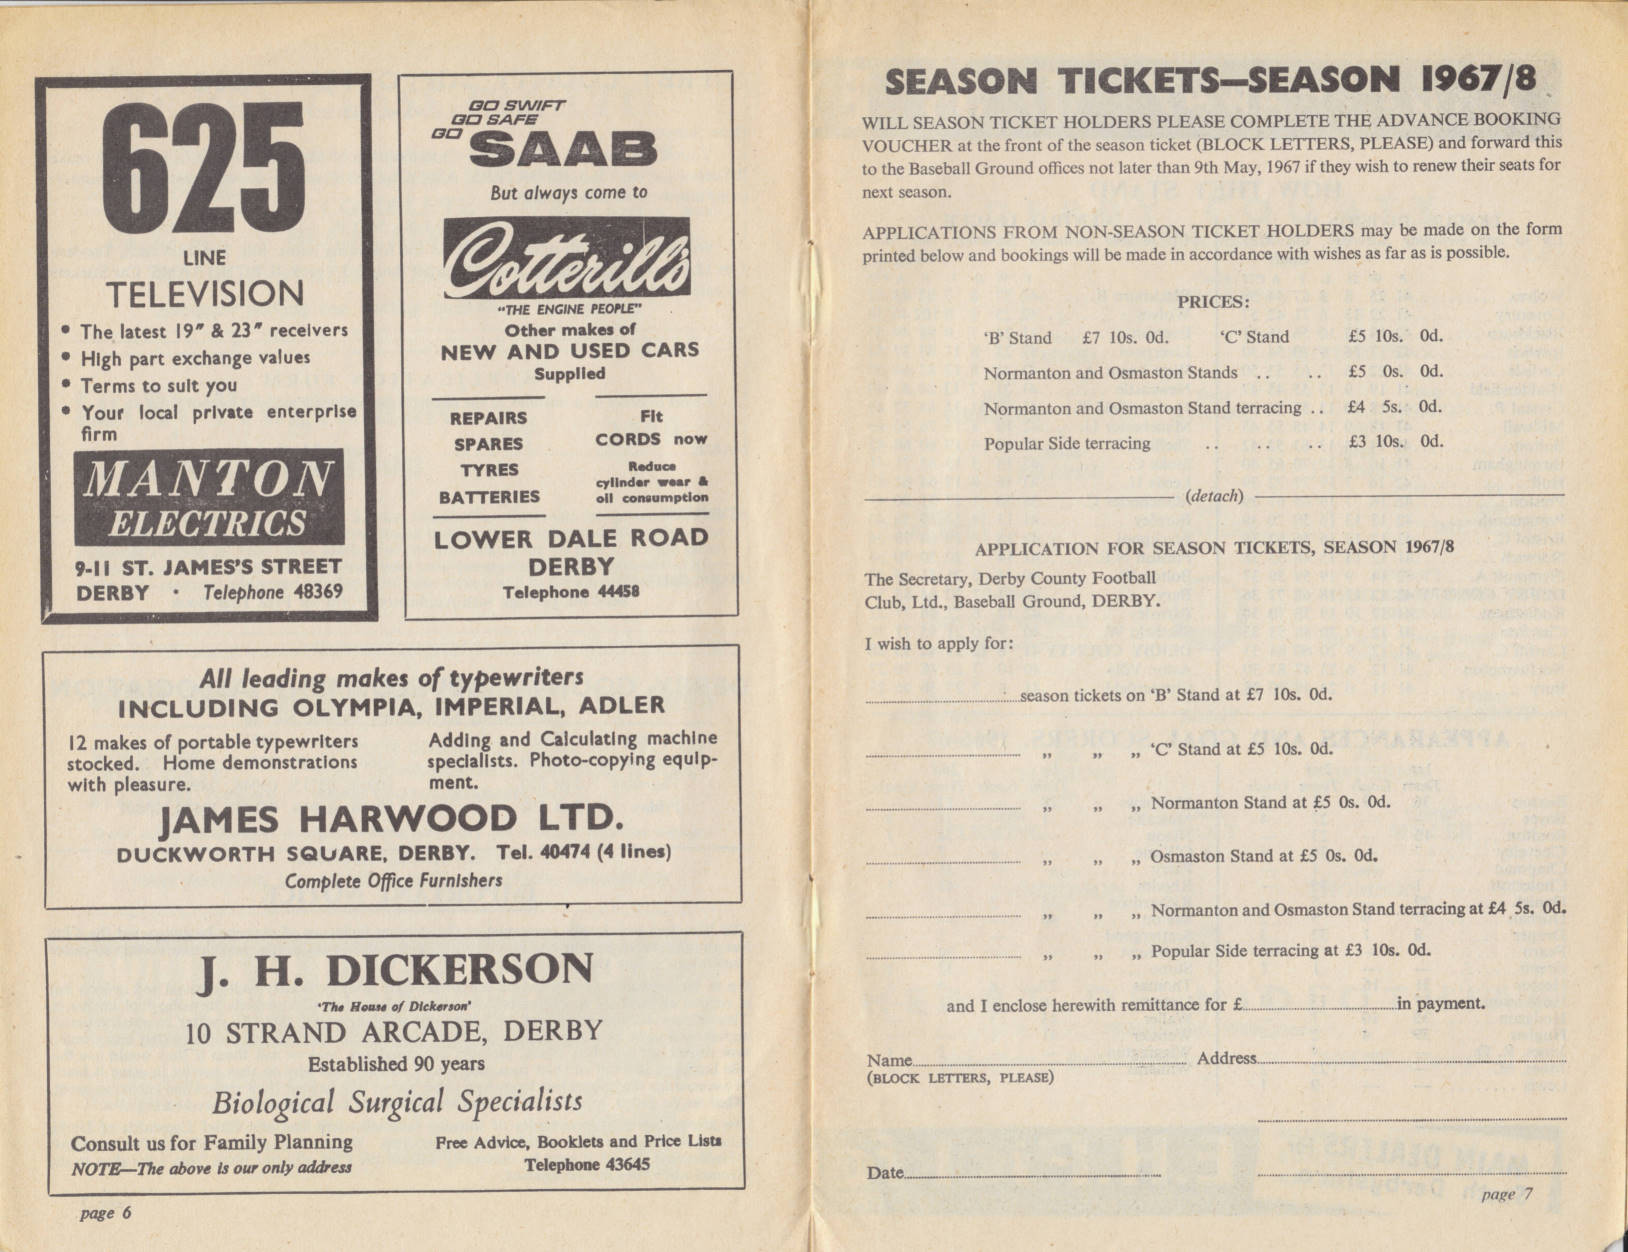 625
LINE
TELEVISION
• The latest 19″ & 23″ receivers
• High part exchange values
• Terms to suit you
• Your local private enterprise
firm
MANTON
ELECTRICS
9-11 ST. JAMES'S STREET
DERBY · Telephone 48369
GO SWIFT
GO SAFE
GO SAAB
But always come to
Cotterill's
"THE ENGINE PEOPLE"
Other makes of
NEW AND USED CARS
Supplied
REPAIRS
SPARES
TYRES
BATTERIES
Fit
CORDS now
Reduce
cylinder wear &
oil consumption
LOWER DALE ROAD
DERBY
Telephone 44458
All leading makes of typewriters
INCLUDING OLYMPIA, IMPERIAL, ADLER
12 makes of portable typewriters
stocked. Home demonstrations
with pleasure.
Adding and Calculating machine
specialists. Photo-copying equip-
ment.
JAMES HARWOOD LTD.
DUCKWORTH SQUARE, DERBY. Tel. 40474 (4 lines)
Complete Office Furnishers
J. H. DICKERSON
'The House of Dickerson'
10 STRAND ARCADE, DERBY
Established 90 years
Biological Surgical Specialists
Consult us for Family Planning
NOTE—The above is our only address
Free Advice, Booklets and Price Lists
Telephone 43645
page 6
SEASON TICKETS—SEASON 1967/8
WILL SEASON TICKET HOLDERS PLEASE COMPLETE THE ADVANCE BOOKING
VOUCHER at the front of the season ticket (BLOCK LETTERS, PLEASE) and forward this
to the Baseball Ground offices not later than 9th May, 1967 if they wish to renew their seats for
next season.
APPLICATIONS FROM NON-SEASON TICKET HOLDERS may be made on the form
printed below and bookings will be made in accordance with wishes as far as is possible.
PRICES:
'B' Stand £7 10s. 0d. 'C' Stand £5 10s. 0d.
Normanton and Osmaston Stands .. .. £5 0s. 0d.
Normanton and Osmaston Stand terracing .. £4 5s. 0d.
Popular Side terracing .. .. .. £3 10s. 0d.
(detach)
APPLICATION FOR SEASON TICKETS, SEASON 1967/8
The Secretary, Derby County Football
Club, Ltd., Baseball Ground, DERBY.
I wish to apply for:
season tickets on 'B' Stand at £7 10s. 0d.
„ „ „ 'C' Stand at £5 10s. 0d.
„ „ „ Normanton Stand at £5 0s. 0d.
„ „ „ Osmaston Stand at £5 0s. 0d.
„ „ „ Normanton and Osmaston Stand terracing at £4 5s. 0d.
„ „ „ Popular Side terracing at £3 10s. 0d.
and I enclose herewith remittance for £ in payment.
Name Address
(BLOCK LETTERS, PLEASE)
Date
page 7